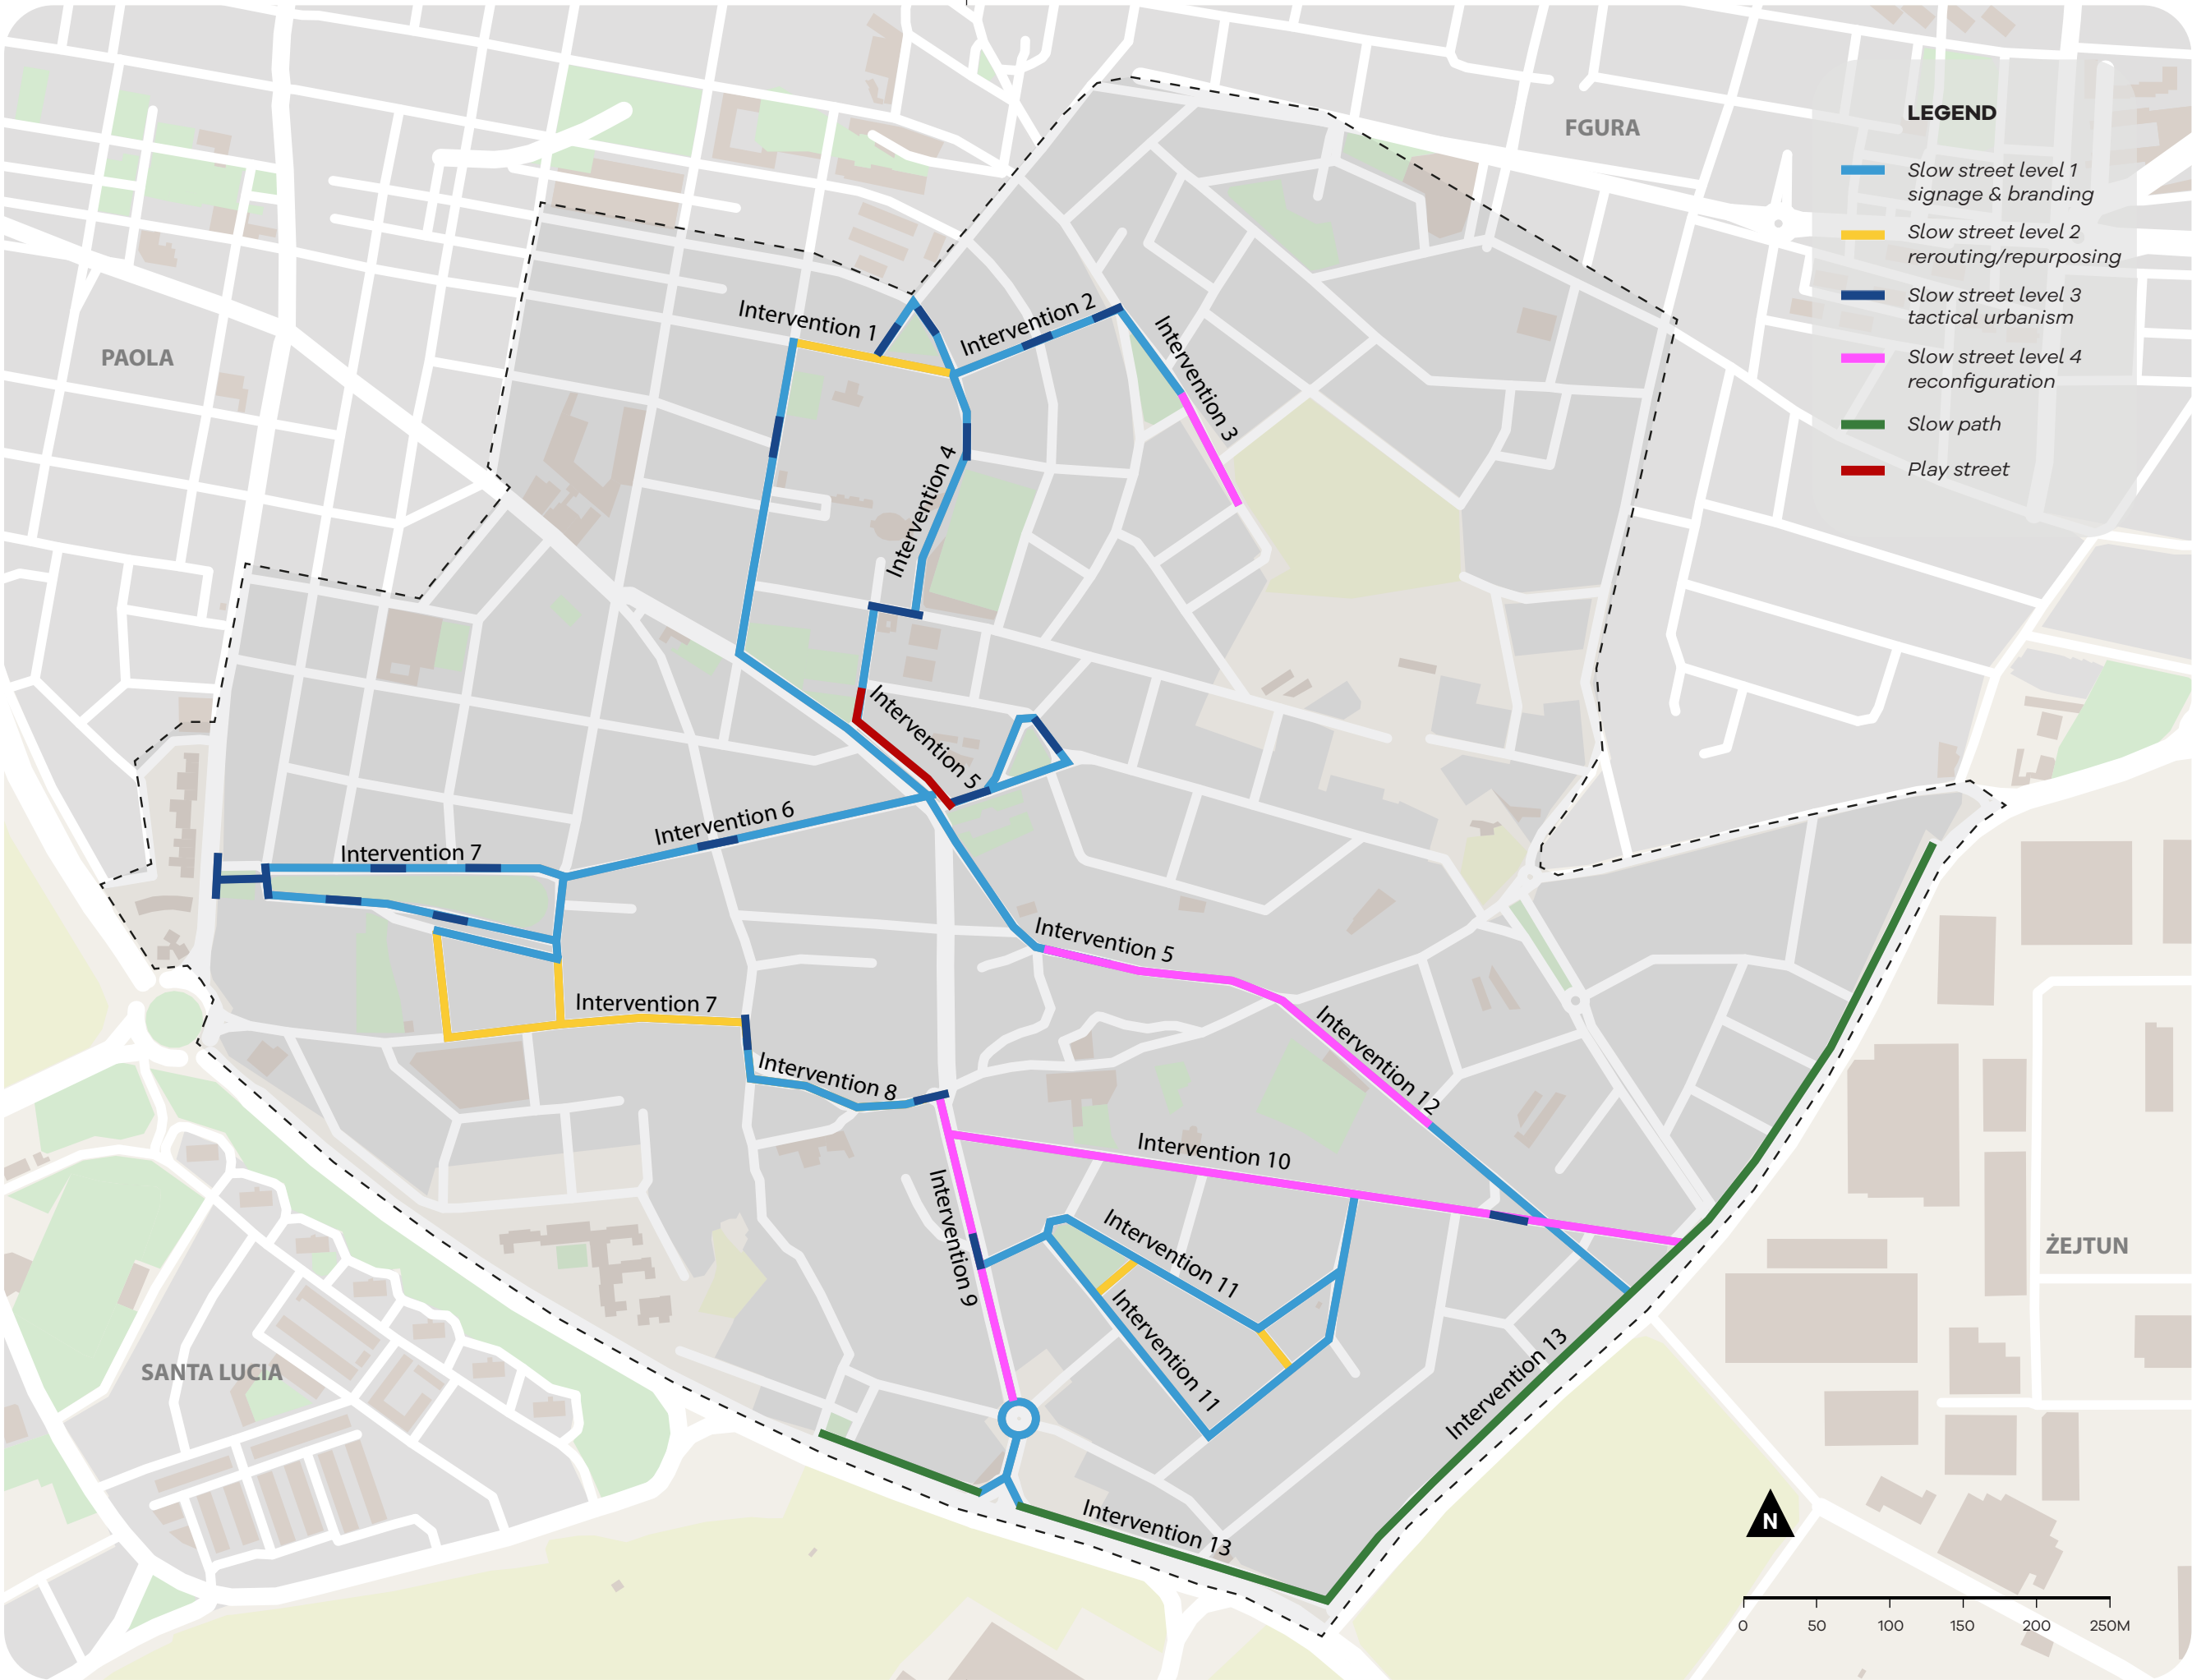 FGURA
LEGEND
Slow street level 1
signage & branding
Slow street level 2
rerouting/repurposing
Slow street level 3
tactical urbanism
Slow street level 4
reconfiguration
Slow path
Play street
PAOLA
Intervention 1
Intervention 2
Intervention 3
Intervention 4
Intervention 5
Intervention 6
Intervention 7
Intervention 5
Intervention 7
Intervention 8
Intervention 12
Intervention 10
Intervention 9
Intervention 11
Intervention 11
Intervention 13
Intervention 13
ŻEJTUN
SANTA LUCIA
N
0 50 100 150 200 250M